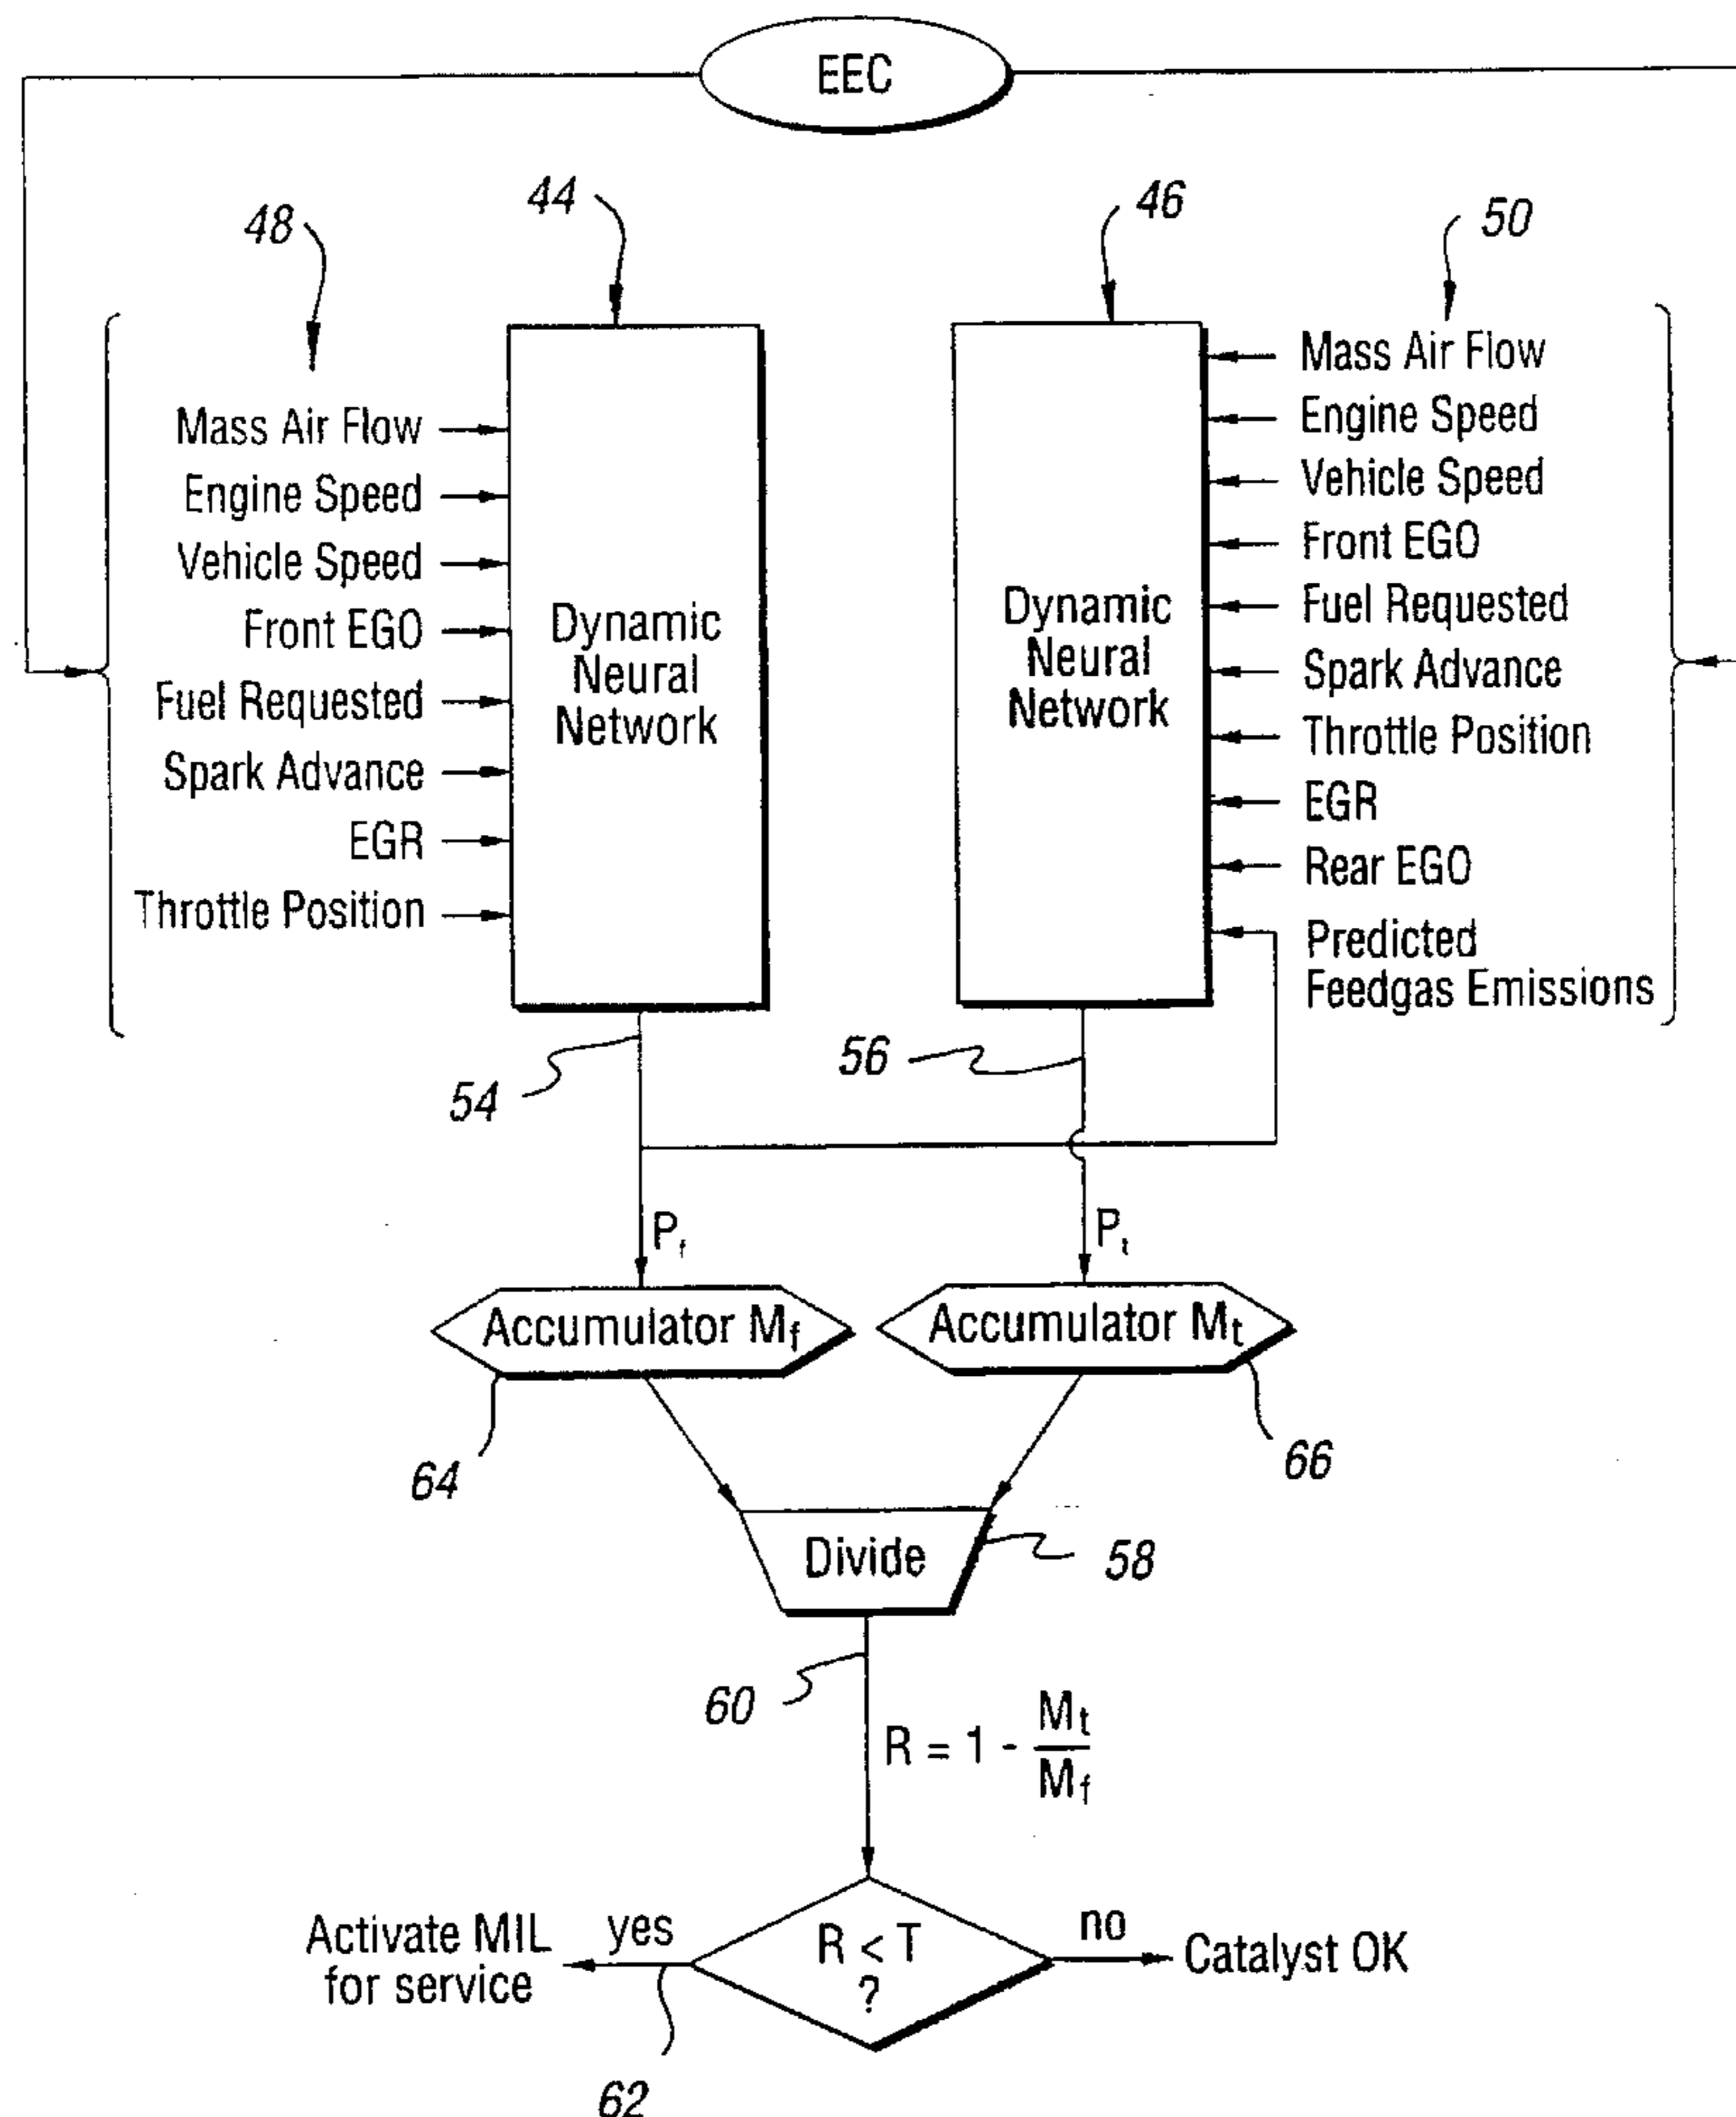 EEC
48
44
46
50
Mass Air Flow
Engine Speed
Vehicle Speed
Front EGO
Fuel Requested
Spark Advance
EGR
Throttle Position
Dynamic
Neural
Network
Dynamic
Neural
Network
Mass Air Flow
Engine Speed
Vehicle Speed
Front EGO
Fuel Requested
Spark Advance
Throttle Position
EGR
Rear EGO
Predicted
Feedgas Emissions
54
56
Pf
Pt
Accumulator Mf
Accumulator Mt
64
66
Divide
58
60
R = 1 - Mt/Mf
R < T
?
yes
no
Activate MIL
for service
Catalyst OK
62